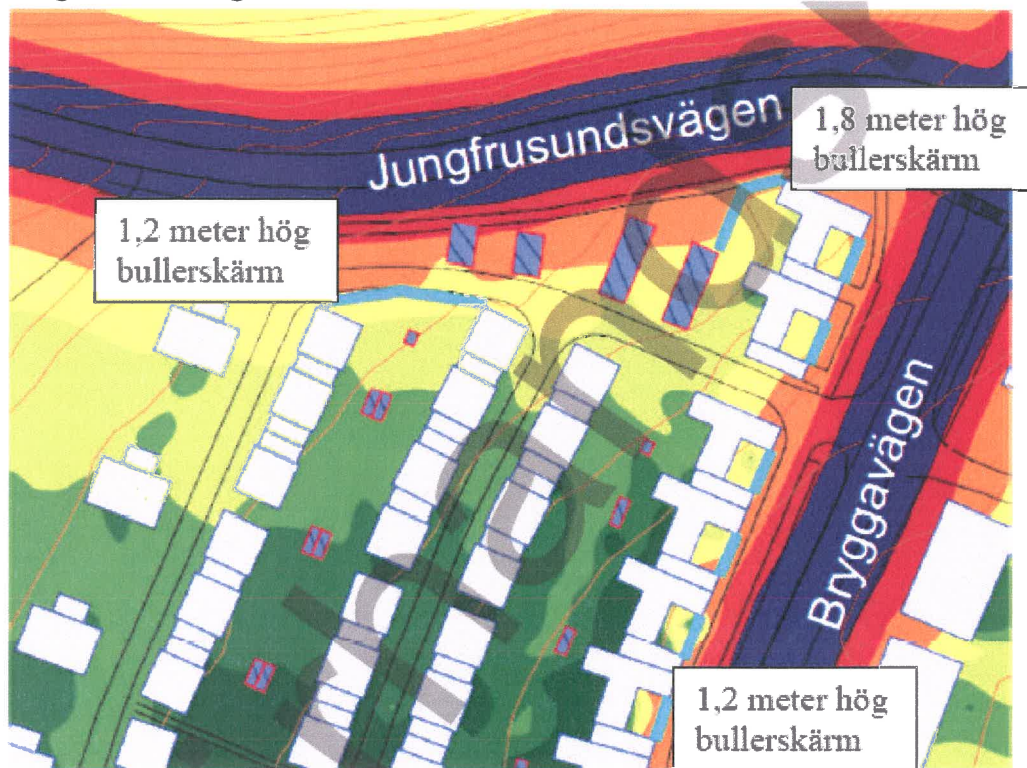 Jungfrusundsvägen
1,8 meter hög
bullerskärm
1,2 meter hög
bullerskärm
Bryggavägen
1,2 meter hög
bullerskärm